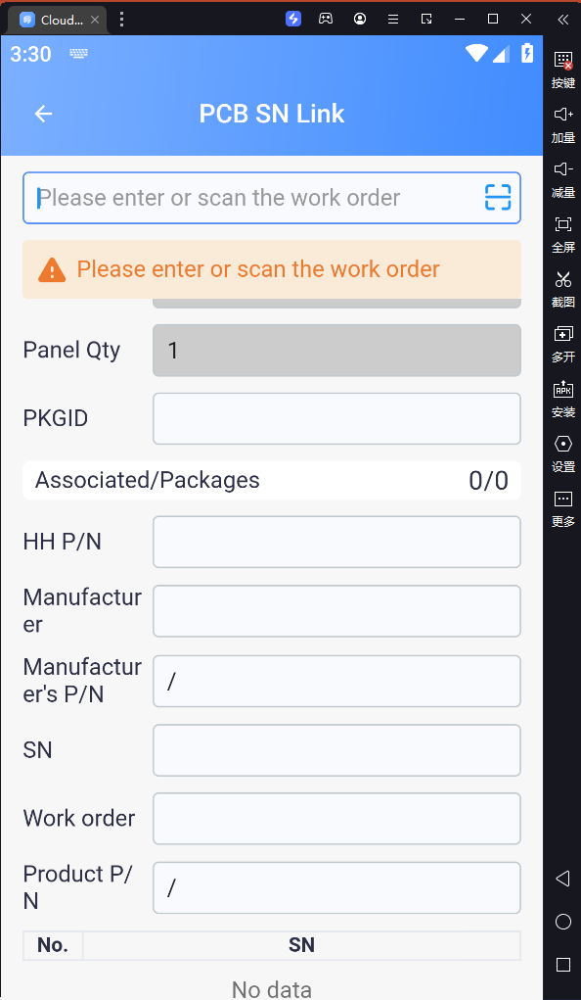 Cloud...
3:30
PCB SN Link
Please enter or scan the work order
Please enter or scan the work order
Panel Qty 1
PKGID
Associated/Packages 0/0
HH P/N
Manufactur
er
Manufactur
er's P/N /
SN
Work order
Product P/
N /
No. SN
No data
按键
加量
减量
全屏
截图
多开
APK
安装
设置
更多